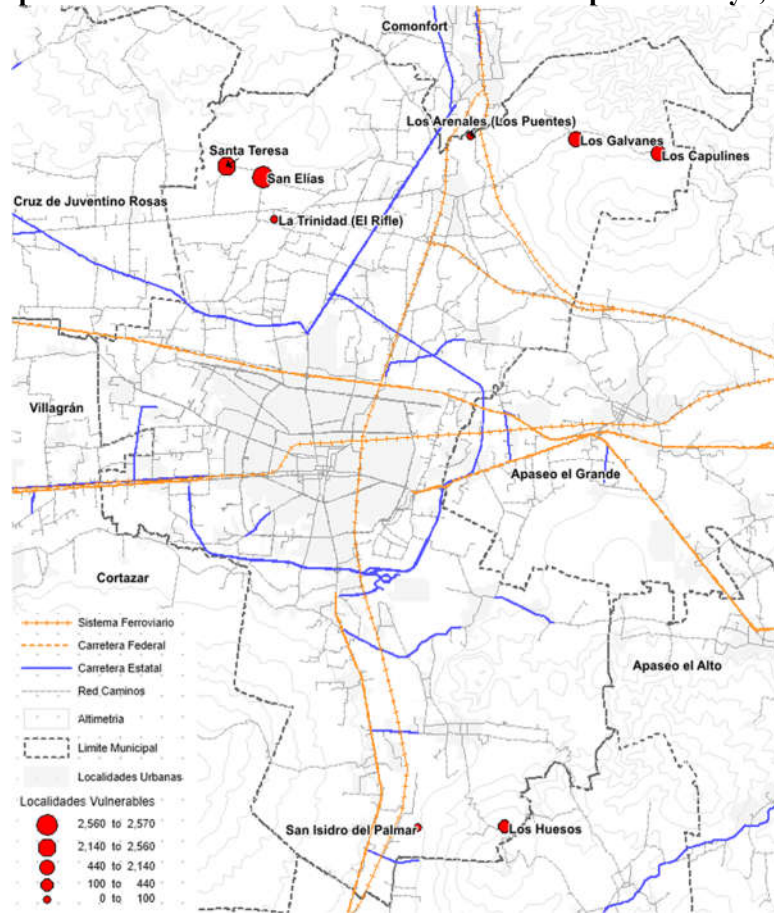 Comonfort
Los Arenales (Los Puentes)
Santa Teresa
Los Galvanes
Los Capulines
San Elías
Cruz de Juventino Rosas
La Trinidad (El Rifle)
Villagrán
Apaseo el Grande
Cortazar
Sistema Ferroviario
Carretera Federal
Carretera Estatal
Red Caminos
Altimetria
Limite Municipal
Localidades Urbanas
Apaseo el Alto
Localidades Vulnerables
2,560 to 2,570
2,140 to 2,560
440 to 2,140
100 to 440
0 to 100
San Isidro del Palmar
Los Huesos